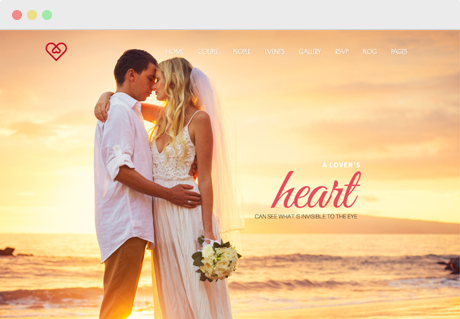 HOME COUPLE PEOPLE EVENTS GALLERY RSVP BLOG PAGES
A LOVER'S
heart
CAN SEE WHAT IS INVISIBLE TO THE EYE